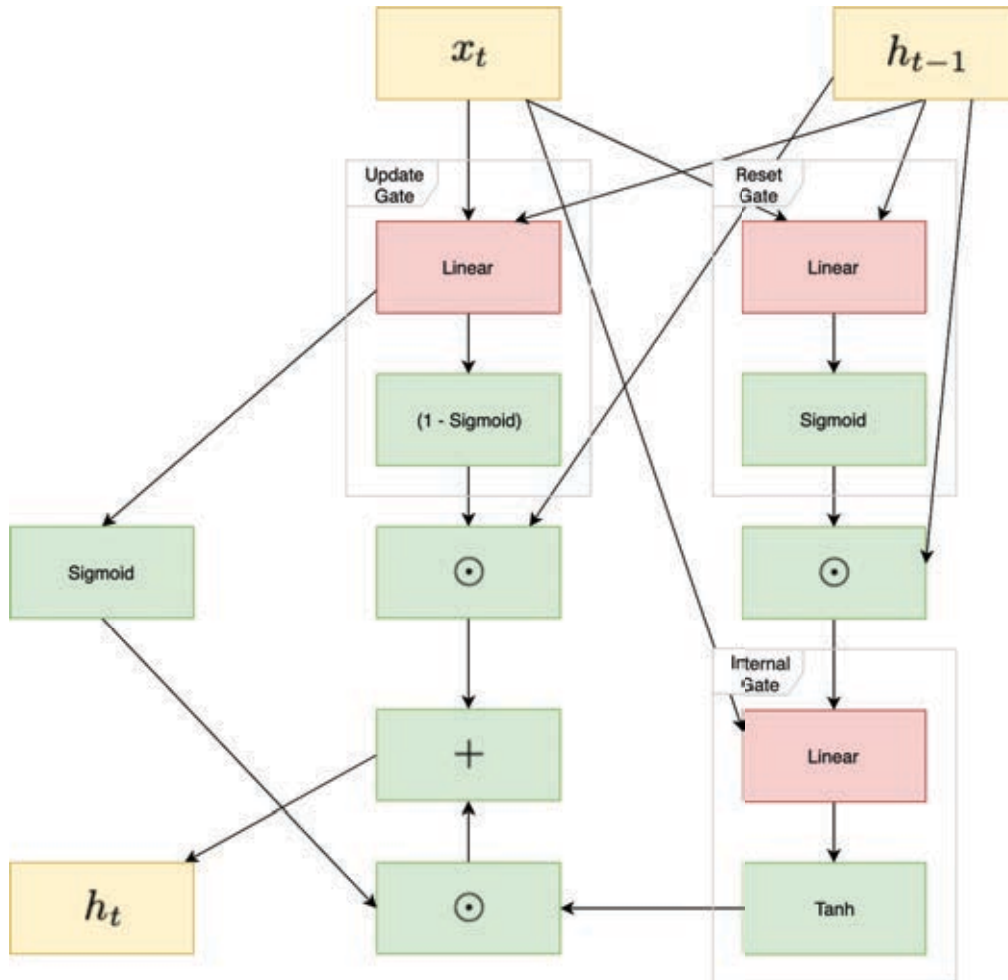 x_t
h_{t-1}
Update
Gate
Reset
Gate
Linear
Linear
(1 - Sigmoid)
Sigmoid
Sigmoid
⊙
⊙
Internal
Gate
+
Linear
h_t
⊙
Tanh